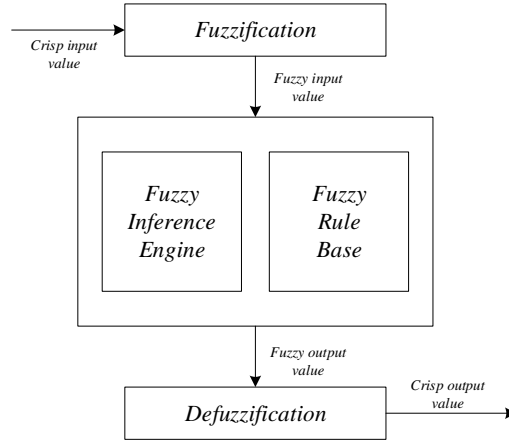 Fuzzification
Crisp input
value
Fuzzy input
value
Fuzzy
Inference
Engine
Fuzzy
Rule
Base
Fuzzy output
value
Crisp output
value
Defuzzification